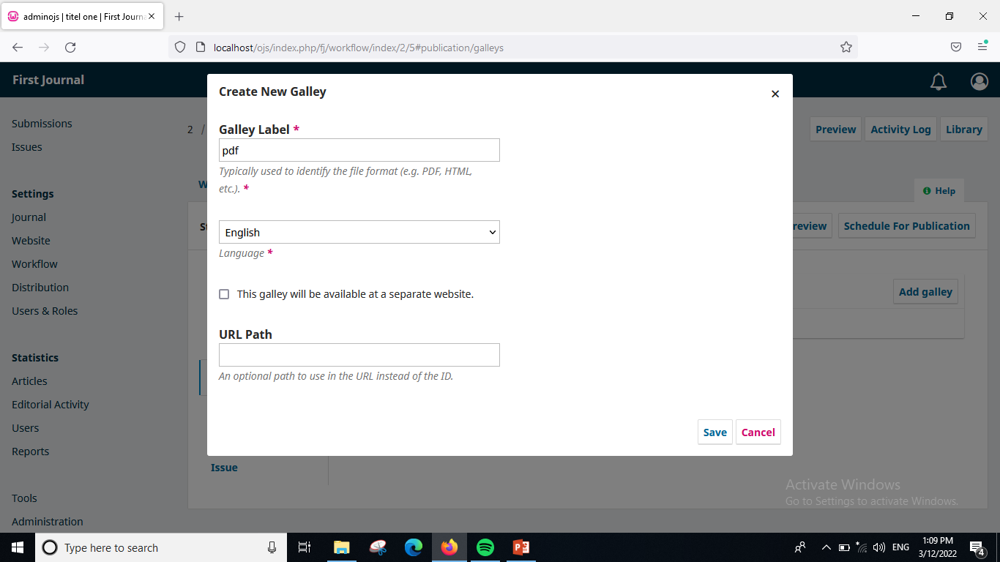 adminojs | titel one | First Journa
localhost/ojs/index.php/fj/workflow/index/2/5#publication/galleys
First Journal
Create New Galley
Submissions
Issues
2 /
Preview
Activity Log
Library
Galley Label *
pdf
Typically used to identify the file format (e.g. PDF, HTML,
etc.). *
Help
Settings
Journal
Website
Workflow
Distribution
Users & Roles
review
Schedule For Publication
English
Language *
This galley will be available at a separate website.
Add galley
URL Path
An optional path to use in the URL instead of the ID.
Statistics
Articles
Editorial Activity
Users
Reports
Save
Cancel
Issue
Tools
Administration
Activate Windows
Go to Settings to activate Windows.
Type here to search
ENG
1:09 PM
3/12/2022
4